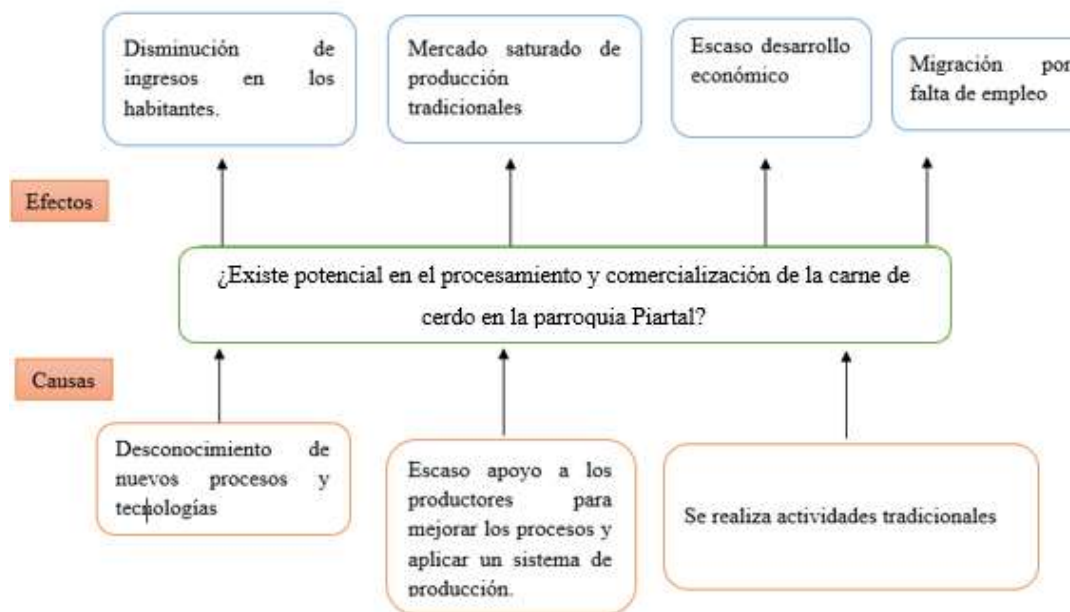 Disminución de
ingresos en los
habitantes.
Mercado saturado de
producción
tradicionales
Escaso desarrollo
económico
Migración por
falta de empleo
Efectos
¿Existe potencial en el procesamiento y comercialización de la carne de
cerdo en la parroquia Piartal?
Causas
Desconocimiento de
nuevos procesos y
tecnologías
Escaso apoyo a los
productores para
mejorar los procesos y
aplicar un sistema de
producción.
Se realiza actividades tradicionales